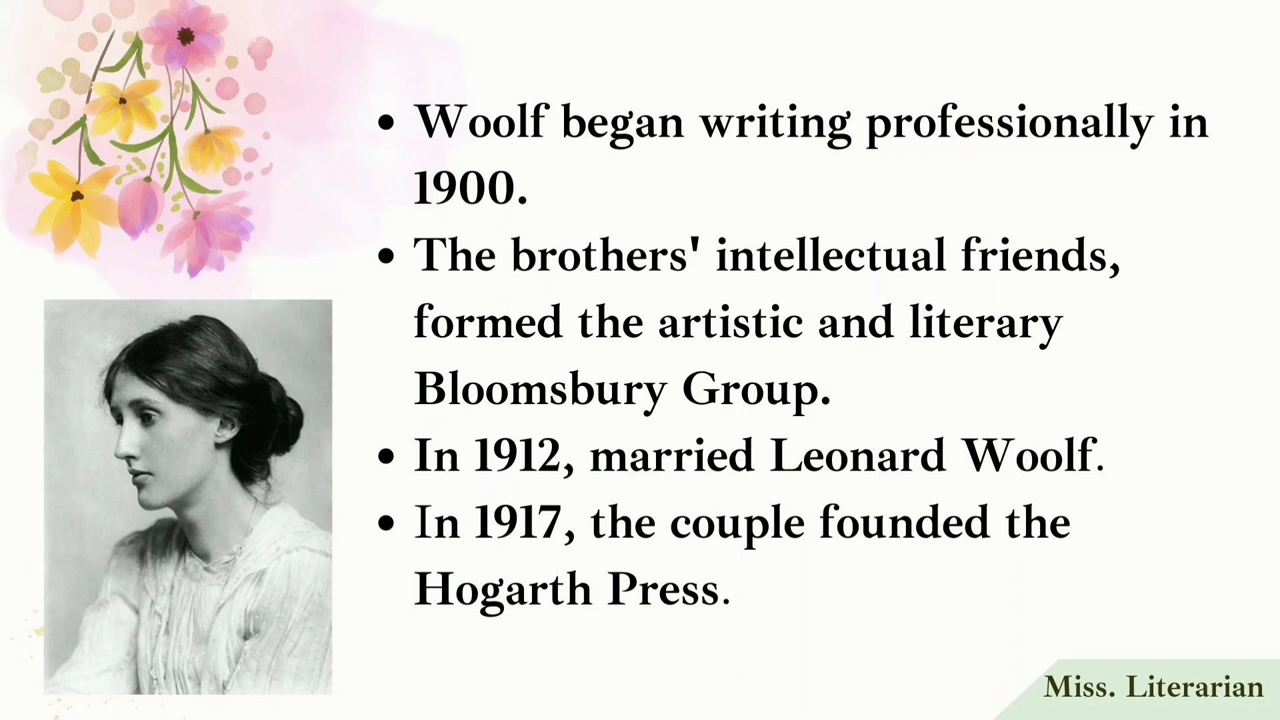 • Woolf began writing professionally in
1900.
• The brothers' intellectual friends,
formed the artistic and literary
Bloomsbury Group.
• In 1912, married Leonard Woolf.
• In 1917, the couple founded the
Hogarth Press.
Miss. Literarian